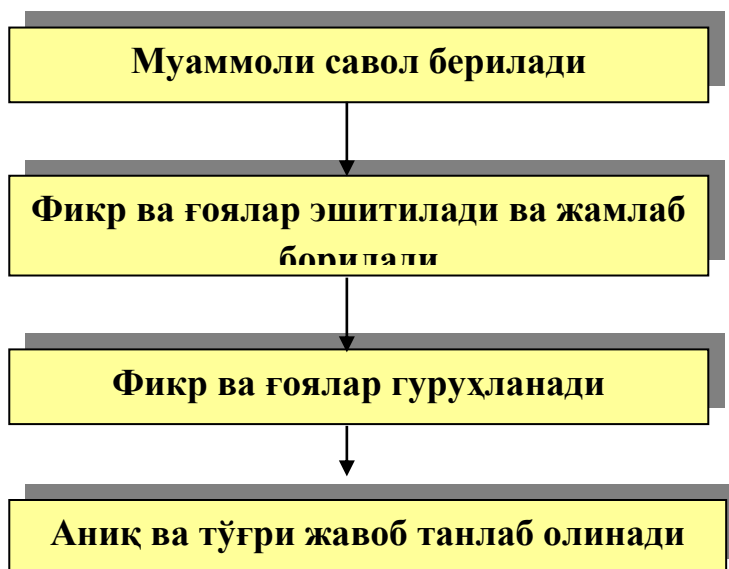 Муаммоли савол берилади
Фикр ва ғоялар эшитилади ва жамлаб
борилади
Фикр ва ғоялар гуруҳланади
Аниқ ва тўғри жавоб танлаб олинади